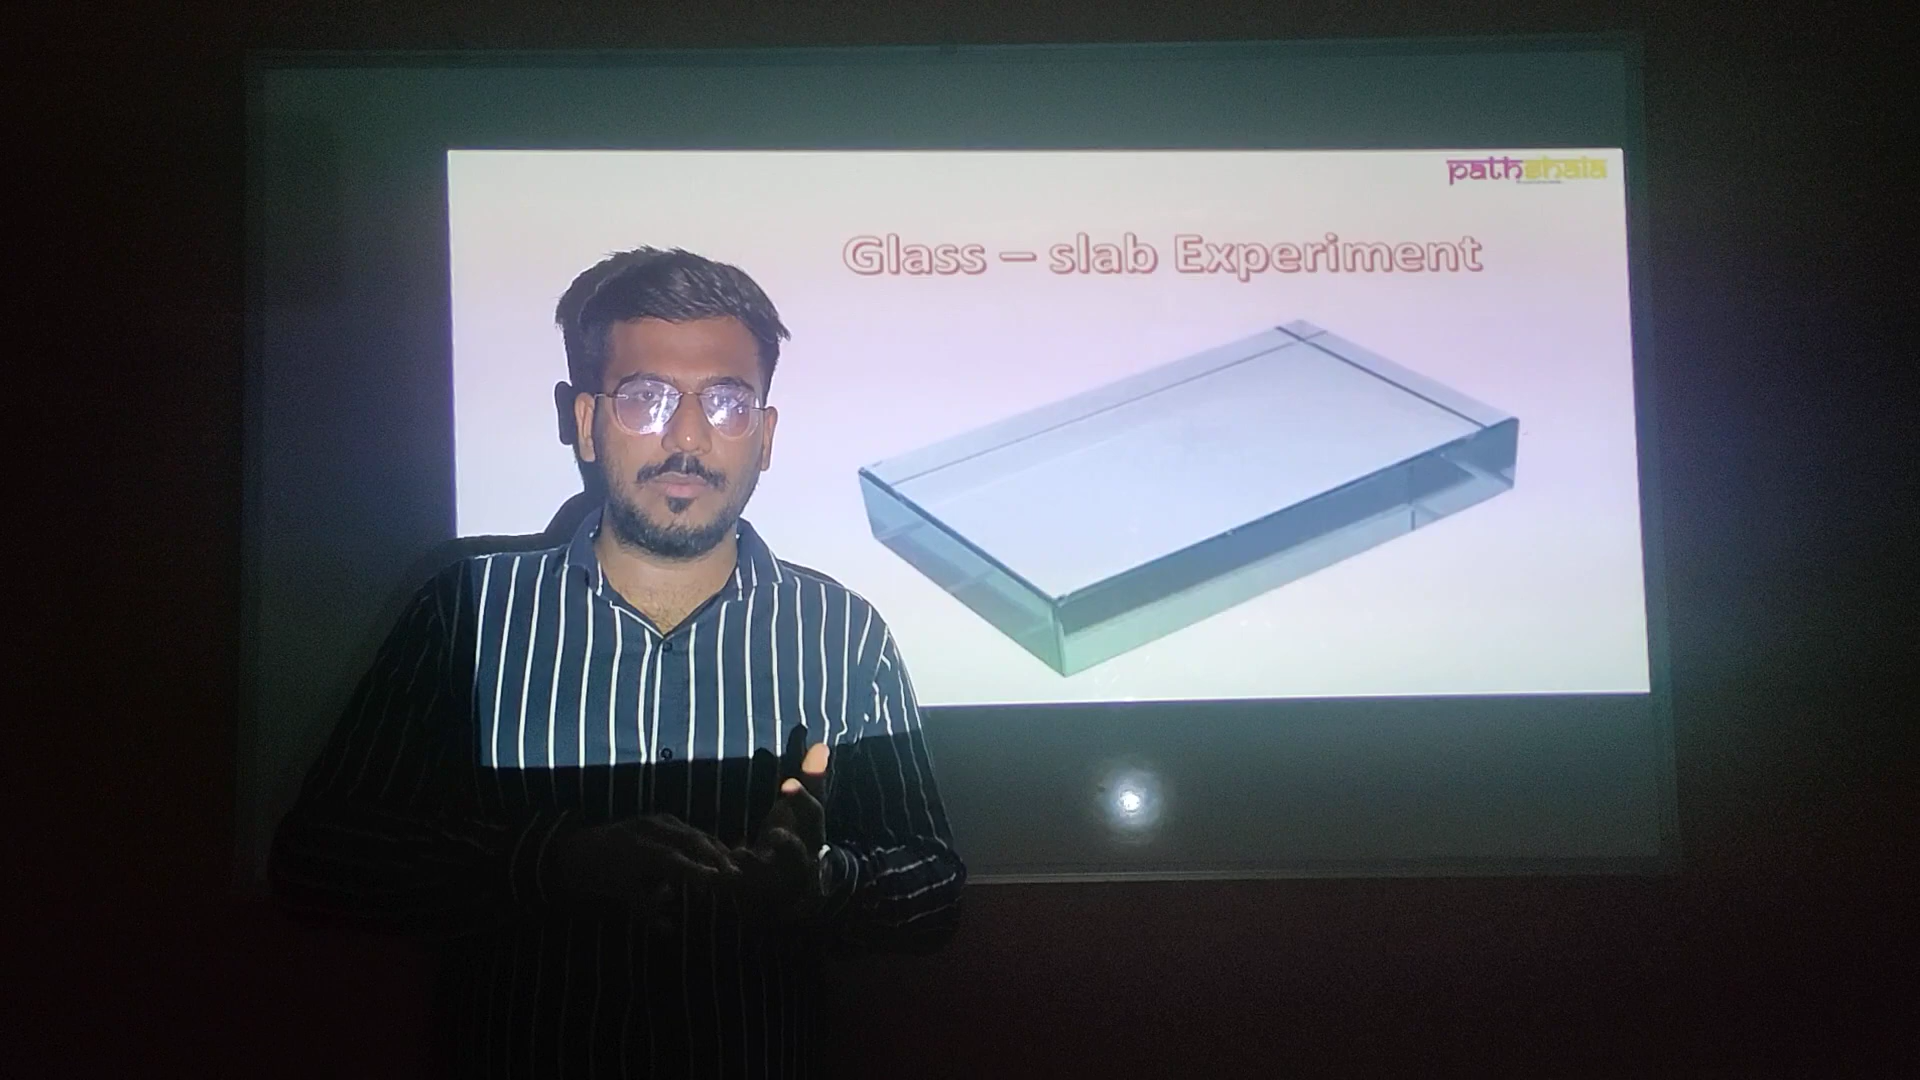 pathshala
Glass – slab Experiment